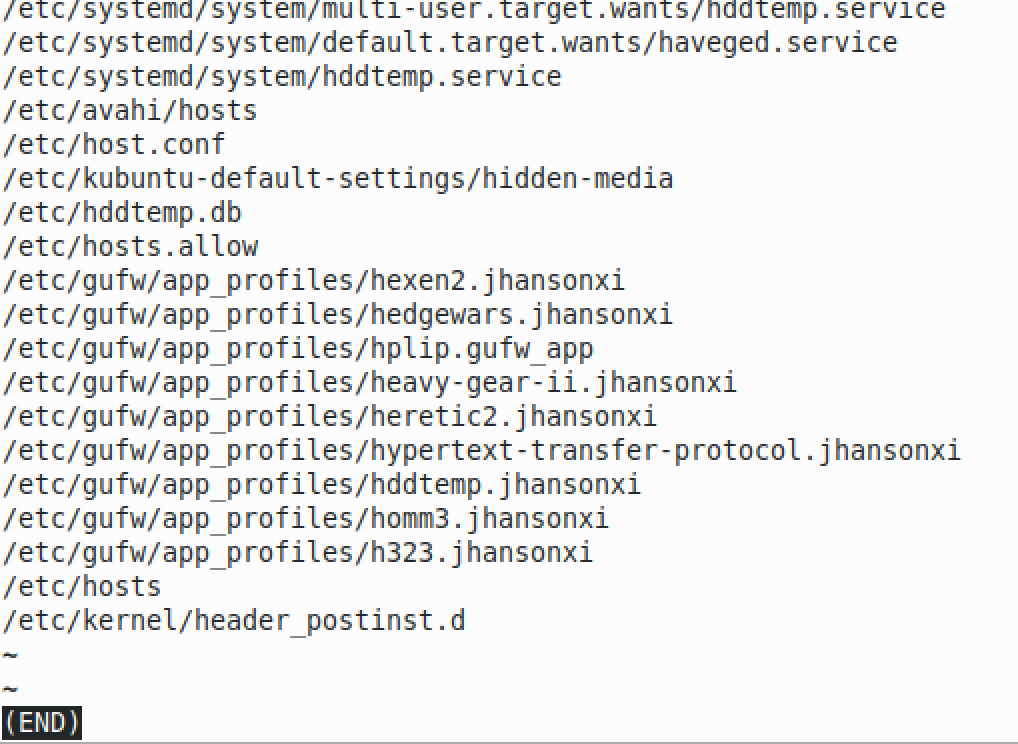 /etc/systemd/system/multi-user.target.wants/hddtemp.service
/etc/systemd/system/default.target.wants/haveged.service
/etc/systemd/system/hddtemp.service
/etc/avahi/hosts
/etc/host.conf
/etc/kubuntu-default-settings/hidden-media
/etc/hddtemp.db
/etc/hosts.allow
/etc/gufw/app_profiles/hexen2.jhansonxi
/etc/gufw/app_profiles/hedgewars.jhansonxi
/etc/gufw/app_profiles/hplip.gufw_app
/etc/gufw/app_profiles/heavy-gear-ii.jhansonxi
/etc/gufw/app_profiles/heretic2.jhansonxi
/etc/gufw/app_profiles/hypertext-transfer-protocol.jhansonxi
/etc/gufw/app_profiles/hddtemp.jhansonxi
/etc/gufw/app_profiles/homm3.jhansonxi
/etc/gufw/app_profiles/h323.jhansonxi
/etc/hosts
/etc/kernel/header_postinst.d
~
~
(END)